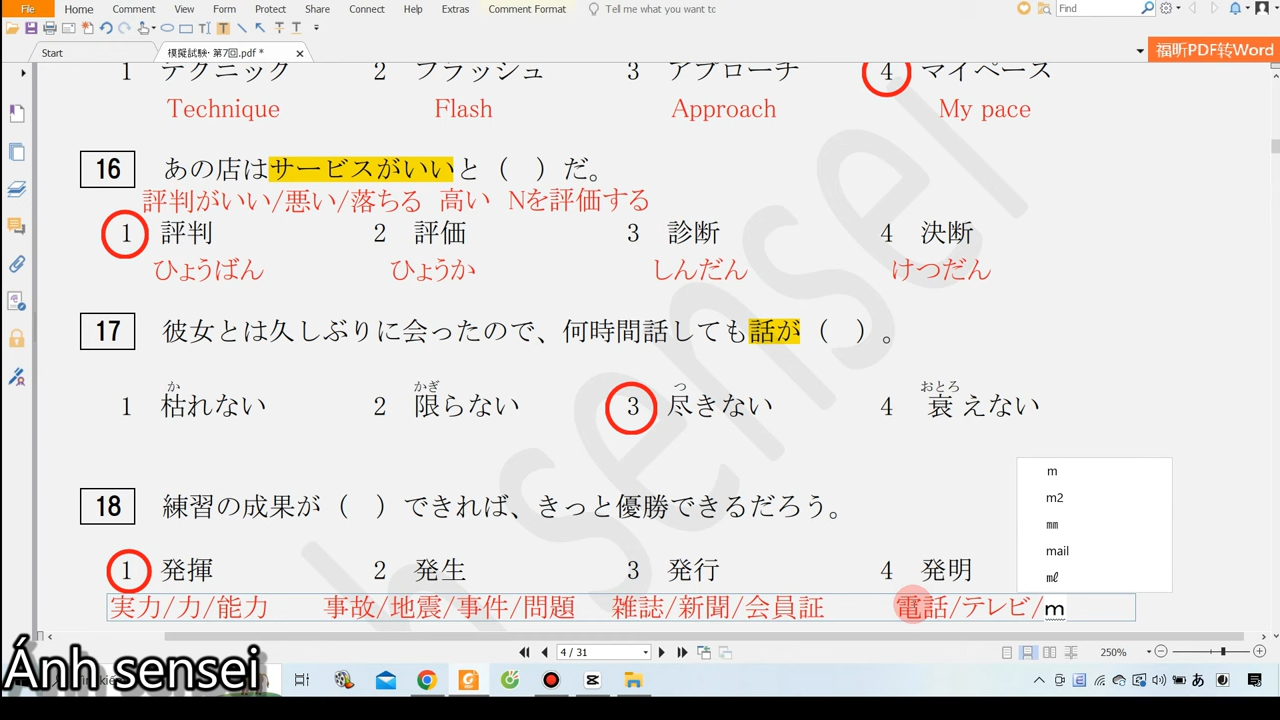 File Home Comment View Form Protect Share Connect Help Extras Comment Format Tell me what you want to Find
Start 模擬試験- 第7回.pdf *
福昕PDF转Word
1 テクニック 2 フラッシュ 3 アプローチ 4 マイペース
Technique Flash Approach My pace
16 あの店はサービスがいいと（ ）だ。
評判がいい/悪い/落ちる 高い Nを評価する
1 評判 2 評価 3 診断 4 決断
ひょうばん ひょうか しんだん けつだん
17 彼女とは久しぶりに会ったので、何時間話しても話が（ ）。
か かぎ つ おとろ
1 枯れない 2 限らない 3 尽きない 4 衰えない
m
m2
㎜
mail
㎖
18 練習の成果が（ ）できれば、きっと優勝できるだろう。
1 発揮 2 発生 3 発行 4 発明
実力/力/能力 事故/地震/事件/問題 雑誌/新聞/会員証 電話/テレビ/m
4 / 31
250%
Ánh sensei
sensei